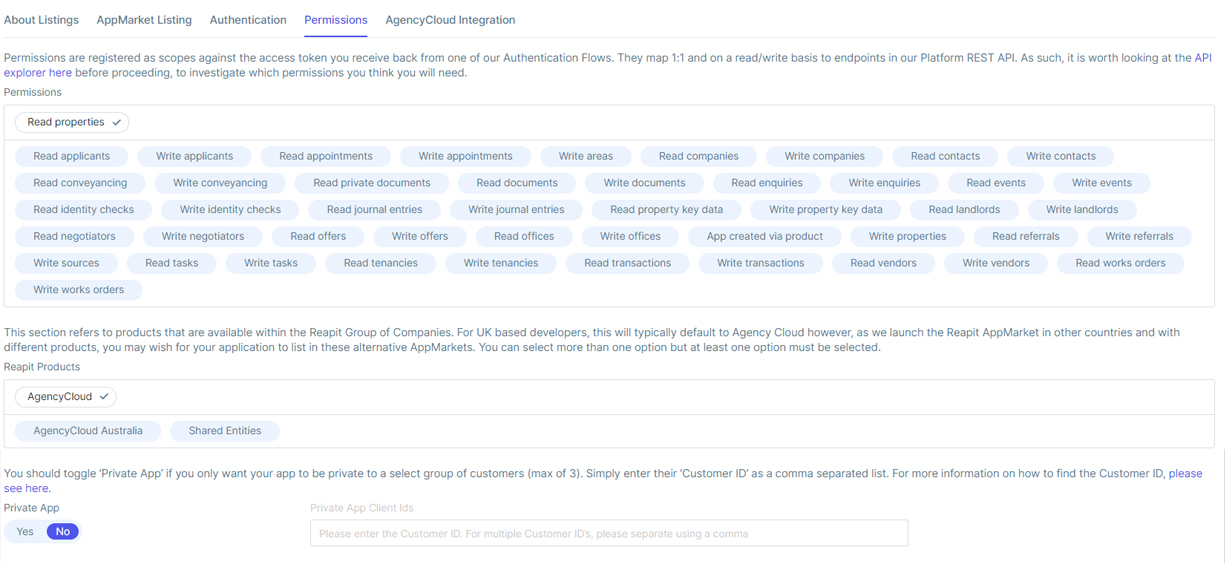 About Listings AppMarket Listing Authentication Permissions AgencyCloud Integration
Permissions are registered as scopes against the access token you receive back from one of our Authentication Flows. They map 1:1 and on a read/write basis to endpoints in our Platform REST API. As such, it is worth looking at the API
explorer here before proceeding, to investigate which permissions you think you will need.
Permissions
Read properties
Read applicants Write applicants Read appointments Write appointments Write areas Read companies Write companies Read contacts Write contacts
Read conveyancing Write conveyancing Read private documents Read documents Write documents Read enquiries Write enquiries Read events Write events
Read identity checks Write identity checks Read journal entries Write journal entries Read property key data Write property key data Read landlords Write landlords
Read negotiators Write negotiators Read offers Write offers Read offices Write offices App created via product Write properties Read referrals Write referrals
Write sources Read tasks Write tasks Read tenancies Write tenancies Read transactions Write transactions Read vendors Write vendors Read works orders
Write works orders
This section refers to products that are available within the Reapit Group of Companies. For UK based developers, this will typically default to Agency Cloud however, as we launch the Reapit AppMarket in other countries and with
different products, you may wish for your application to list in these alternative AppMarkets. You can select more than one option but at least one option must be selected.
Reapit Products
AgencyCloud
AgencyCloud Australia Shared Entities
You should toggle 'Private App' if you only want your app to be private to a select group of customers (max of 3). Simply enter their 'Customer ID' as a comma separated list. For more information on how to find the Customer ID, please
see here.
Private App Private App Client Ids
Yes No Please enter the Customer ID. For multiple Customer ID's, please separate using a comma